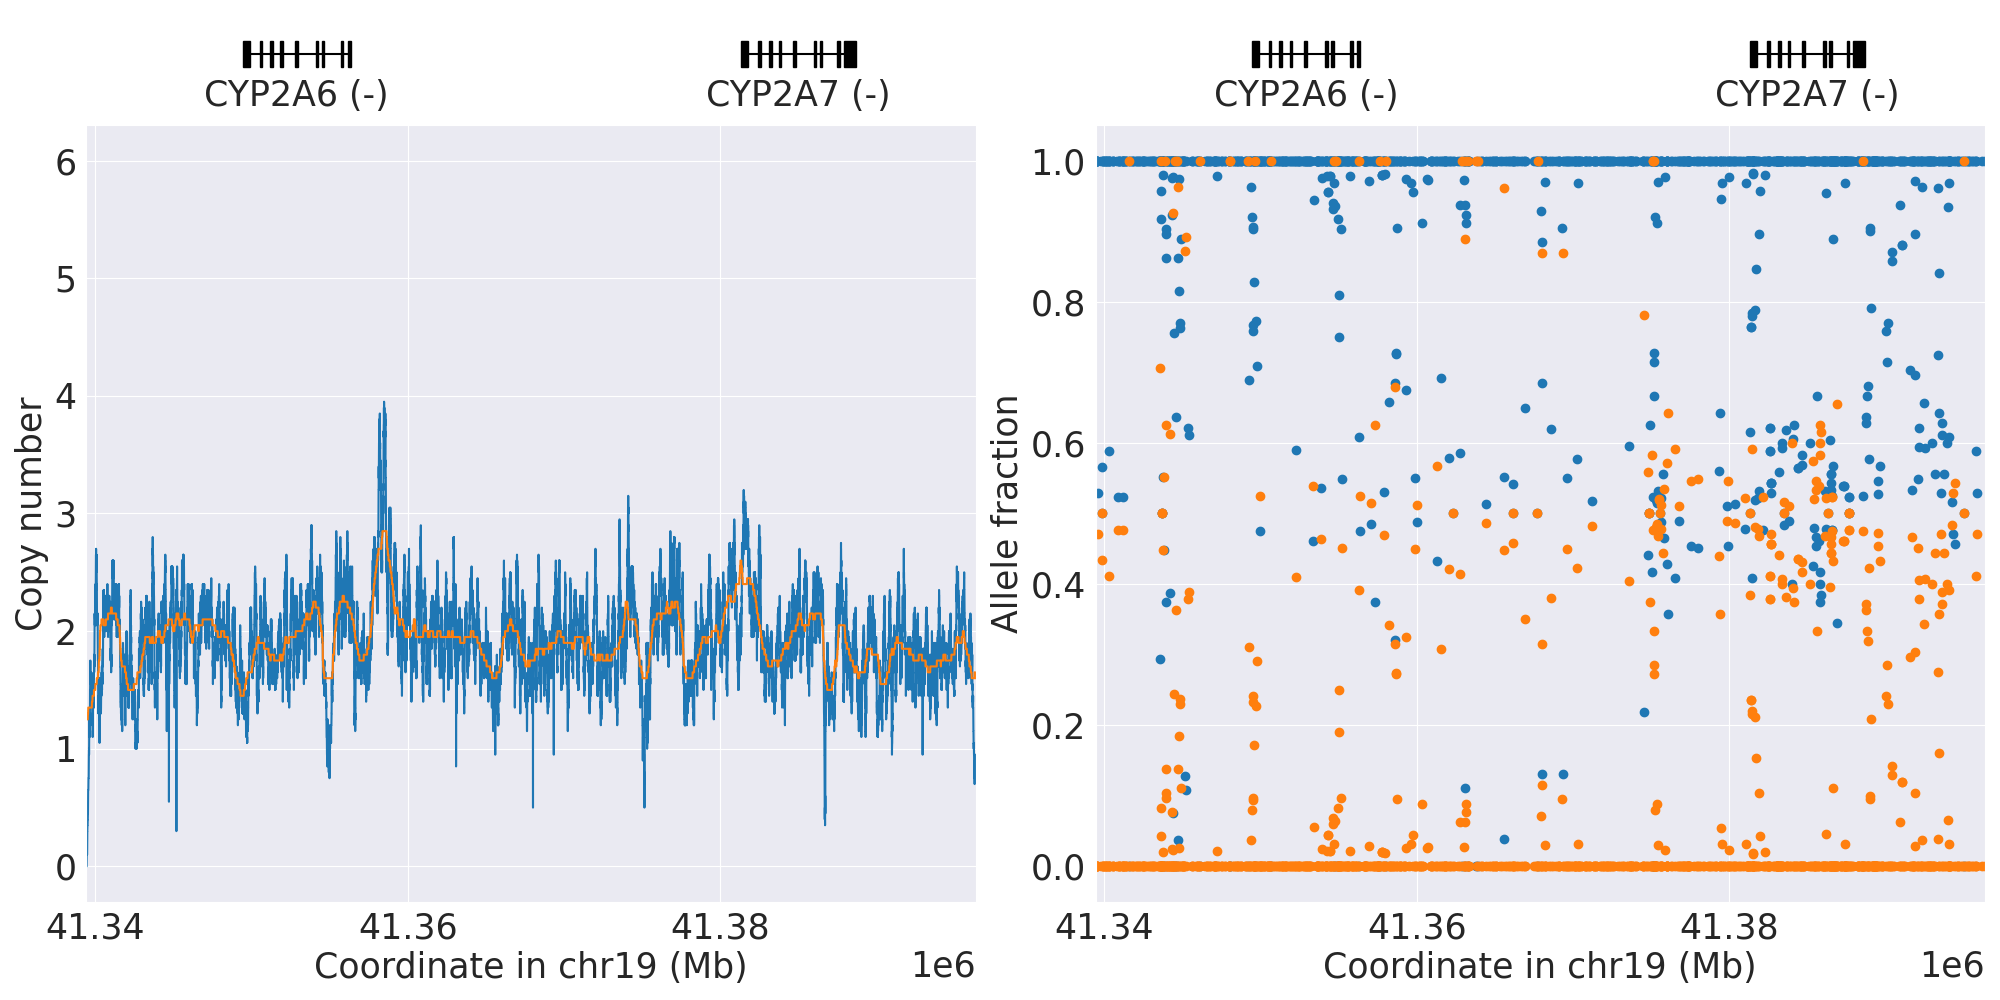 CYP2A6 (-) CYP2A7 (-) CYP2A6 (-) CYP2A7 (-)
6
5
4
3
2
1
0
Copy number
41.34 41.36 41.38
Coordinate in chr19 (Mb) 1e6
1.0
0.8
0.6
0.4
0.2
0.0
Allele fraction
41.34 41.36 41.38
Coordinate in chr19 (Mb) 1e6